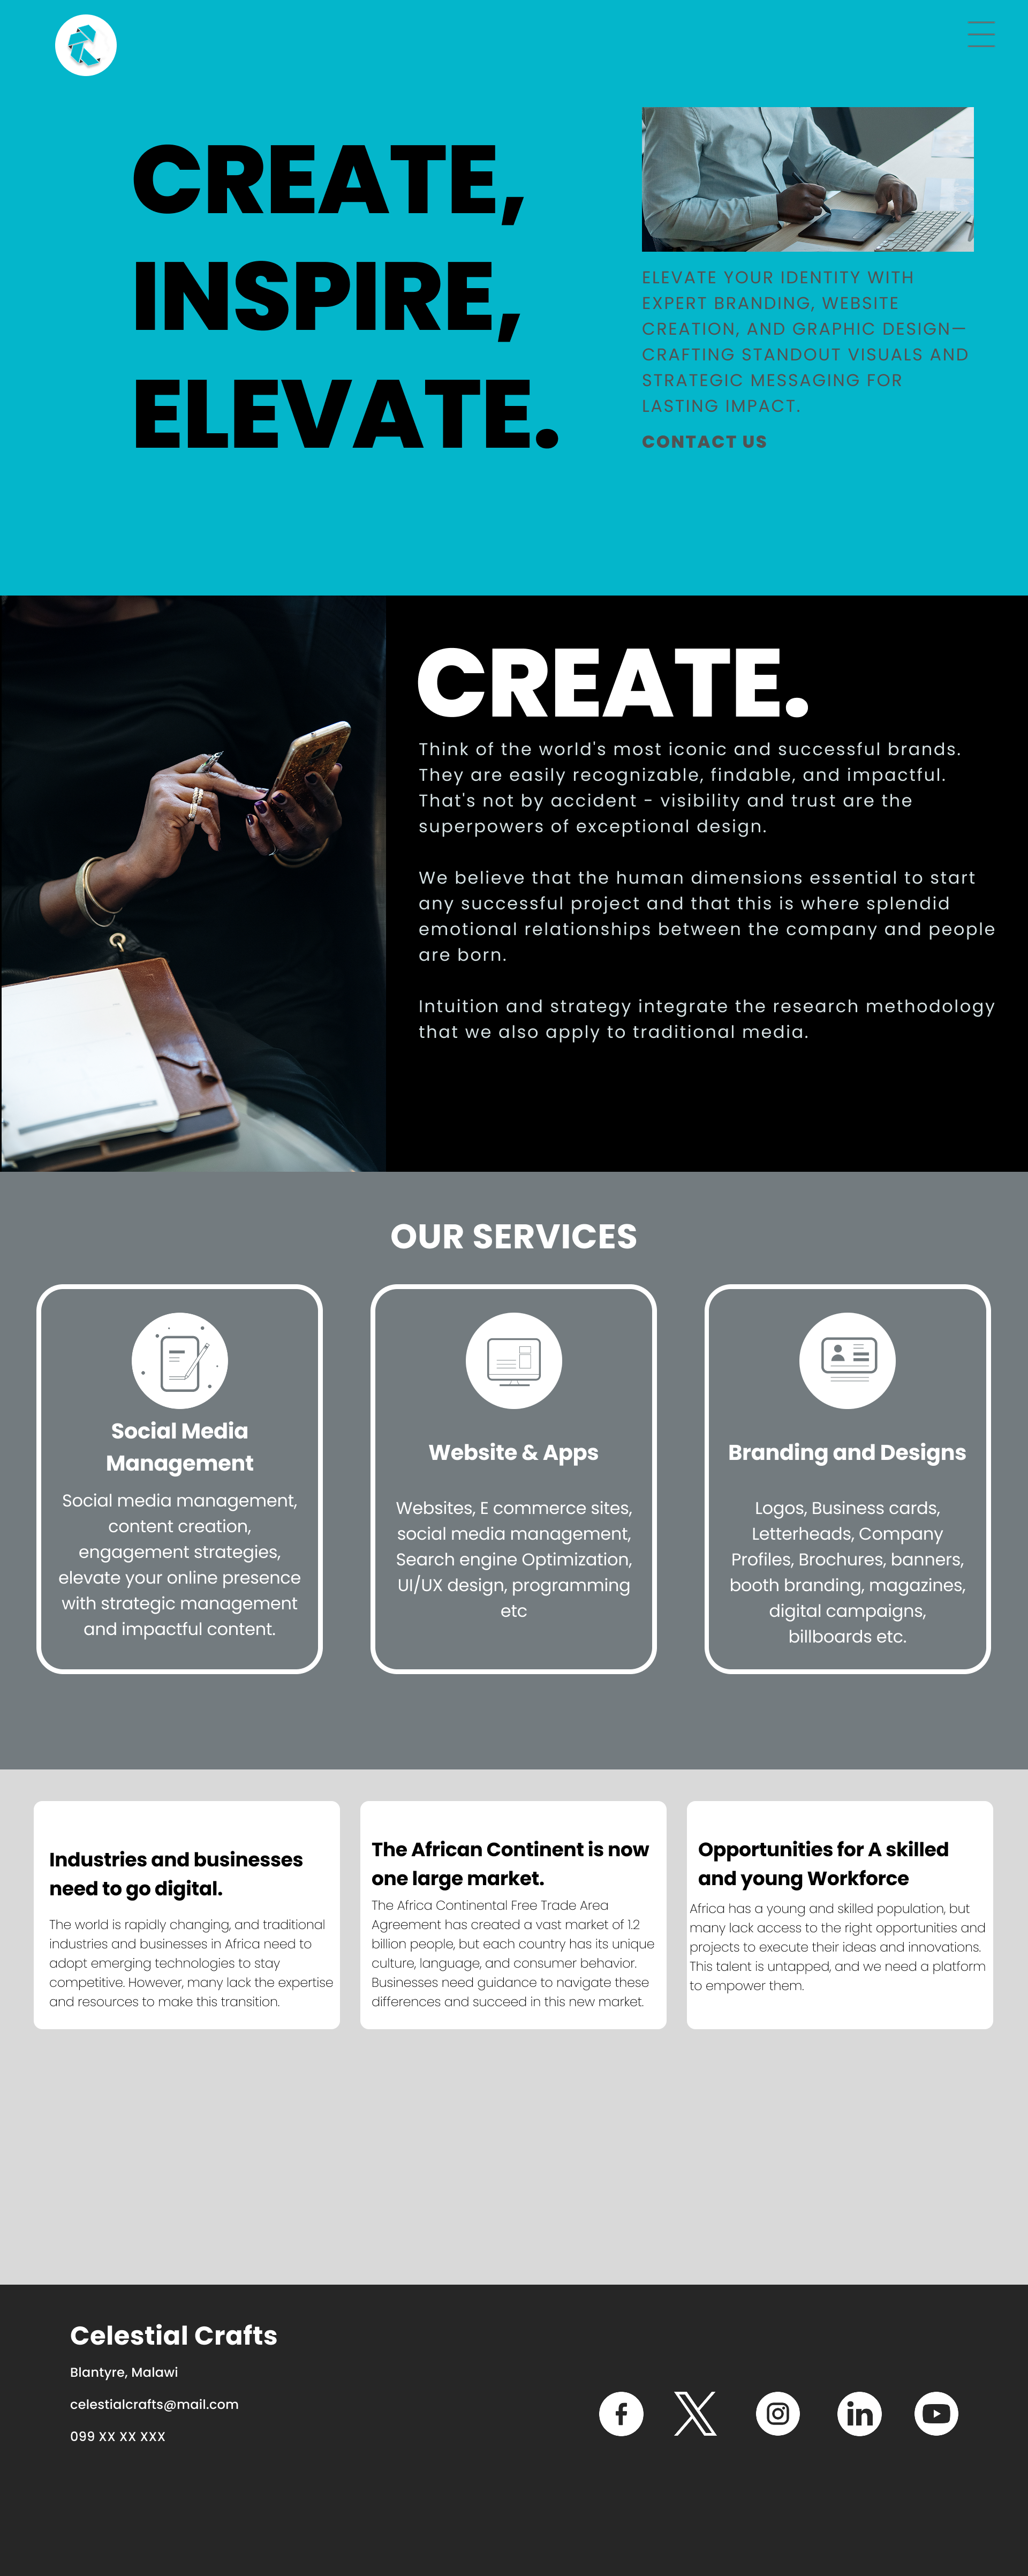 CREATE,
INSPIRE,
ELEVATE.
ELEVATE YOUR IDENTITY WITH
EXPERT BRANDING, WEBSITE
CREATION, AND GRAPHIC DESIGN—
CRAFTING STANDOUT VISUALS AND
STRATEGIC MESSAGING FOR
LASTING IMPACT.
CONTACT US
CREATE.
Think of the world's most iconic and successful brands.
They are easily recognizable, findable, and impactful.
That's not by accident - visibility and trust are the
superpowers of exceptional design.
We believe that the human dimensions essential to start
any successful project and that this is where splendid
emotional relationships between the company and people
are born.
Intuition and strategy integrate the research methodology
that we also apply to traditional media.
OUR SERVICES
Social Media
Management
Social media management,
content creation,
engagement strategies,
elevate your online presence
with strategic management
and impactful content.
Website & Apps
Websites, E commerce sites,
social media management,
Search engine Optimization,
UI/UX design, programming
etc
Branding and Designs
Logos, Business cards,
Letterheads, Company
Profiles, Brochures, banners,
booth branding, magazines,
digital campaigns,
billboards etc.
Industries and businesses
need to go digital.
The world is rapidly changing, and traditional
industries and businesses in Africa need to
adopt emerging technologies to stay
competitive. However, many lack the expertise
and resources to make this transition.
The African Continent is now
one large market.
The Africa Continental Free Trade Area
Agreement has created a vast market of 1.2
billion people, but each country has its unique
culture, language, and consumer behavior.
Businesses need guidance to navigate these
differences and succeed in this new market.
Opportunities for A skilled
and young Workforce
Africa has a young and skilled population, but
many lack access to the right opportunities and
projects to execute their ideas and innovations.
This talent is untapped, and we need a platform
to empower them.
Celestial Crafts
Blantyre, Malawi
celestialcrafts@mail.com
099 XX XX XXX